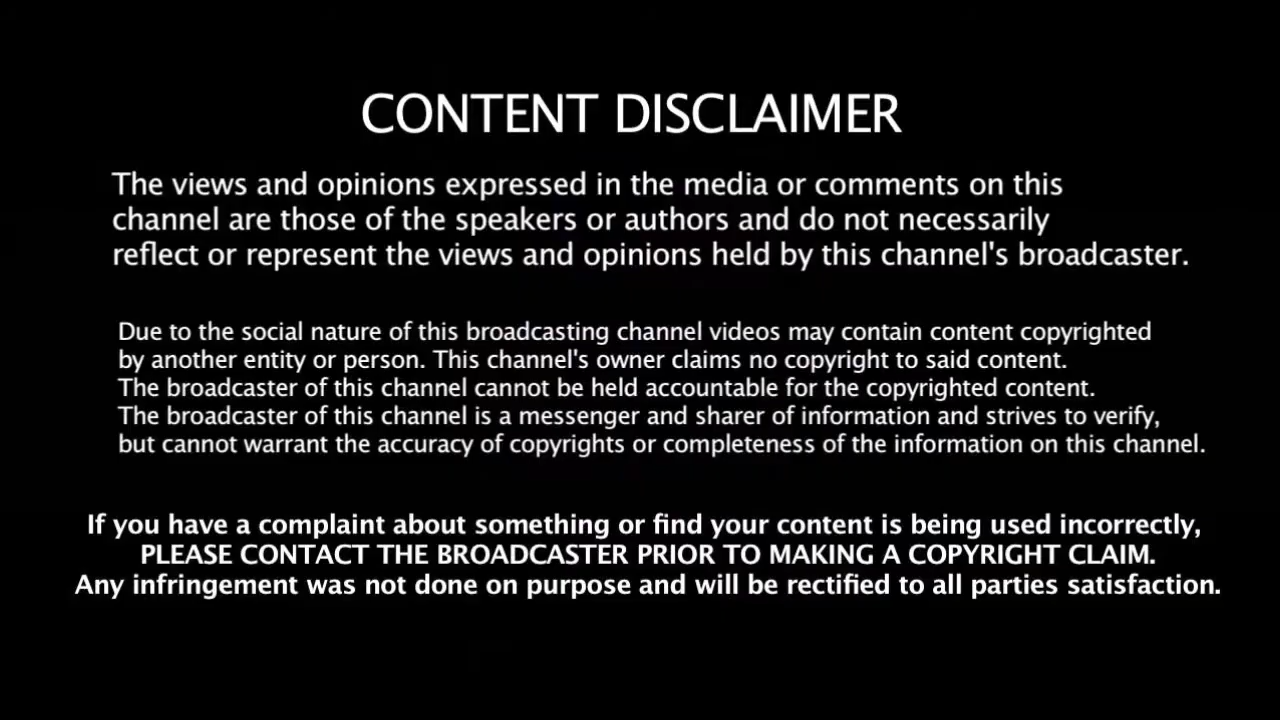 CONTENT DISCLAIMER
The views and opinions expressed in the media or comments on this
channel are those of the speakers or authors and do not necessarily
reflect or represent the views and opinions held by this channel's broadcaster.
Due to the social nature of this broadcasting channel videos may contain content copyrighted
by another entity or person. This channel's owner claims no copyright to said content.
The broadcaster of this channel cannot be held accountable for the copyrighted content.
The broadcaster of this channel is a messenger and sharer of information and strives to verify,
but cannot warrant the accuracy of copyrights or completeness of the information on this channel.
If you have a complaint about something or find your content is being used incorrectly,
PLEASE CONTACT THE BROADCASTER PRIOR TO MAKING A COPYRIGHT CLAIM.
Any infringement was not done on purpose and will be rectified to all parties satisfaction.